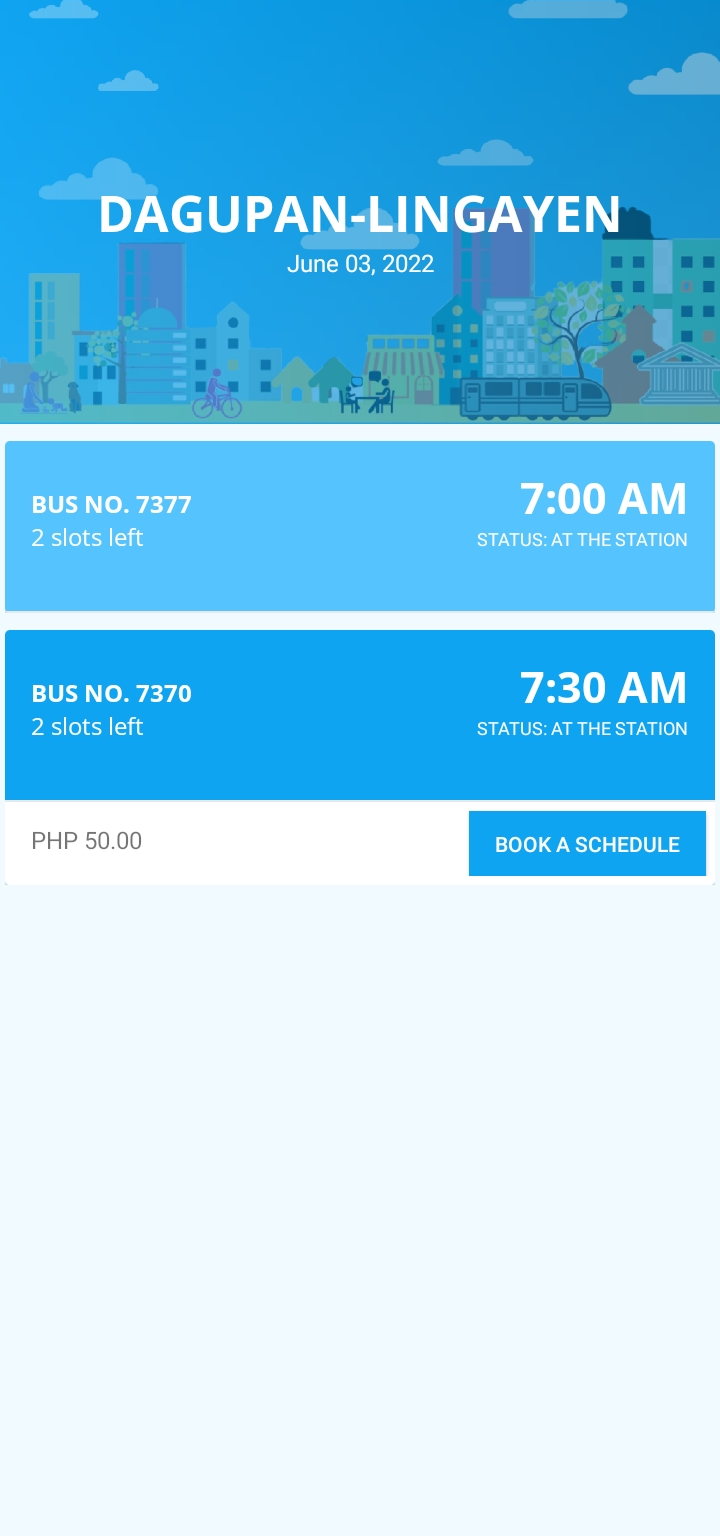 DAGUPAN-LINGAYEN
June 03, 2022
BUS NO. 7377
2 slots left
7:00 AM
STATUS: AT THE STATION
BUS NO. 7370
2 slots left
7:30 AM
STATUS: AT THE STATION
PHP 50.00
BOOK A SCHEDULE